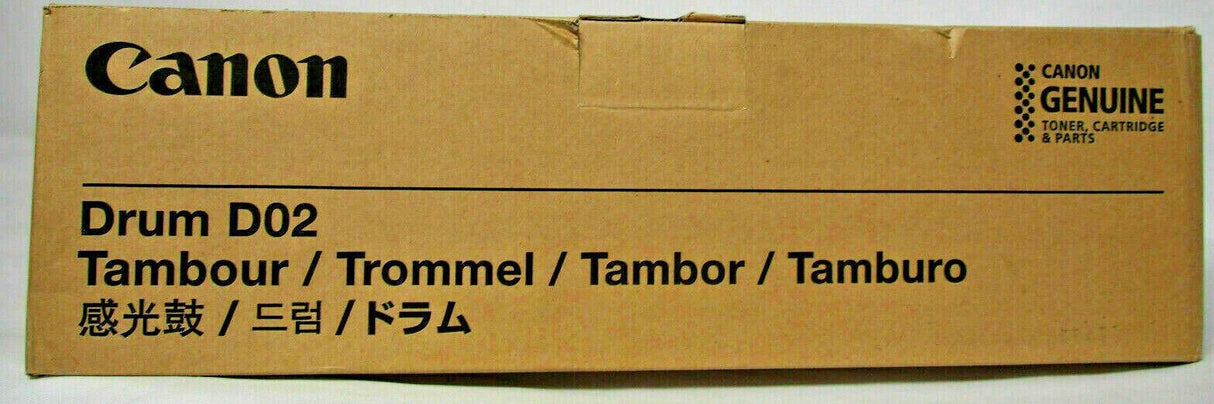 Canon
CANON
GENUINE
TONER, CARTRIDGE
& PARTS
Drum D02
Tambour / Trommel / Tambor / Tamburo
感光鼓 / 드럼 / ドラム